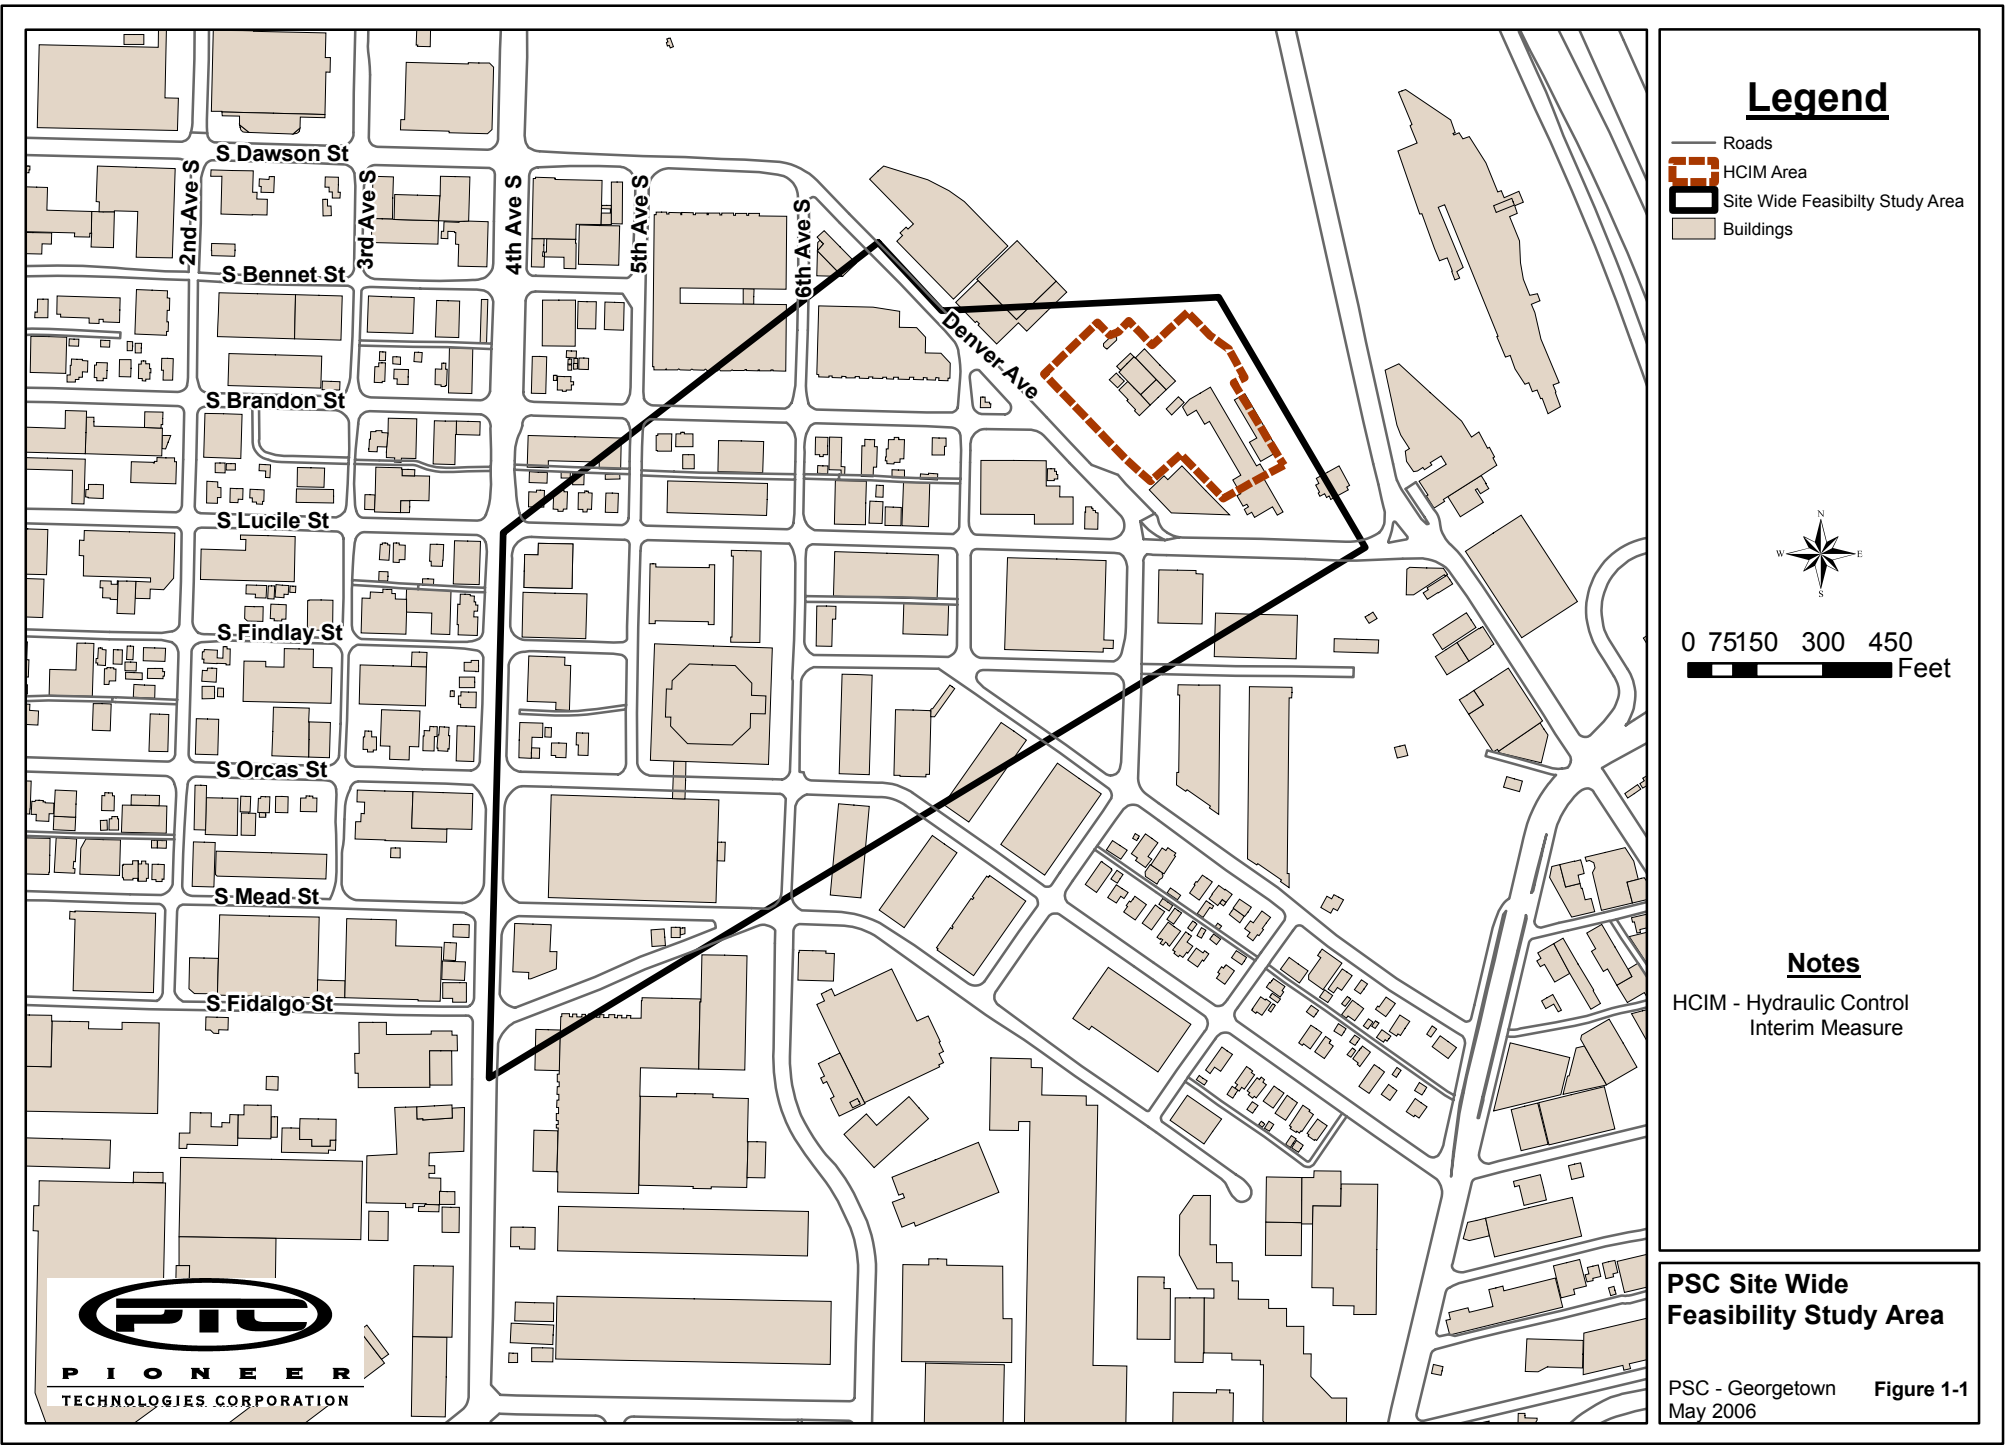 S Dawson St
2nd Ave S
3rd Ave S
4th Ave S
5th Ave S
6th Ave S
S Bennet St
Denver Ave
S Brandon St
S Lucile St
S Findlay St
S Orcas St
S Mead St
S Fidalgo St
PTC
PIONEER
TECHNOLOGIES CORPORATION
Legend
Roads
HCIM Area
Site Wide Feasibilty Study Area
Buildings
N
W E
S
0 75150 300 450
Feet
Notes
HCIM - Hydraulic Control
Interim Measure
PSC Site Wide
Feasibility Study Area
PSC - Georgetown Figure 1-1
May 2006